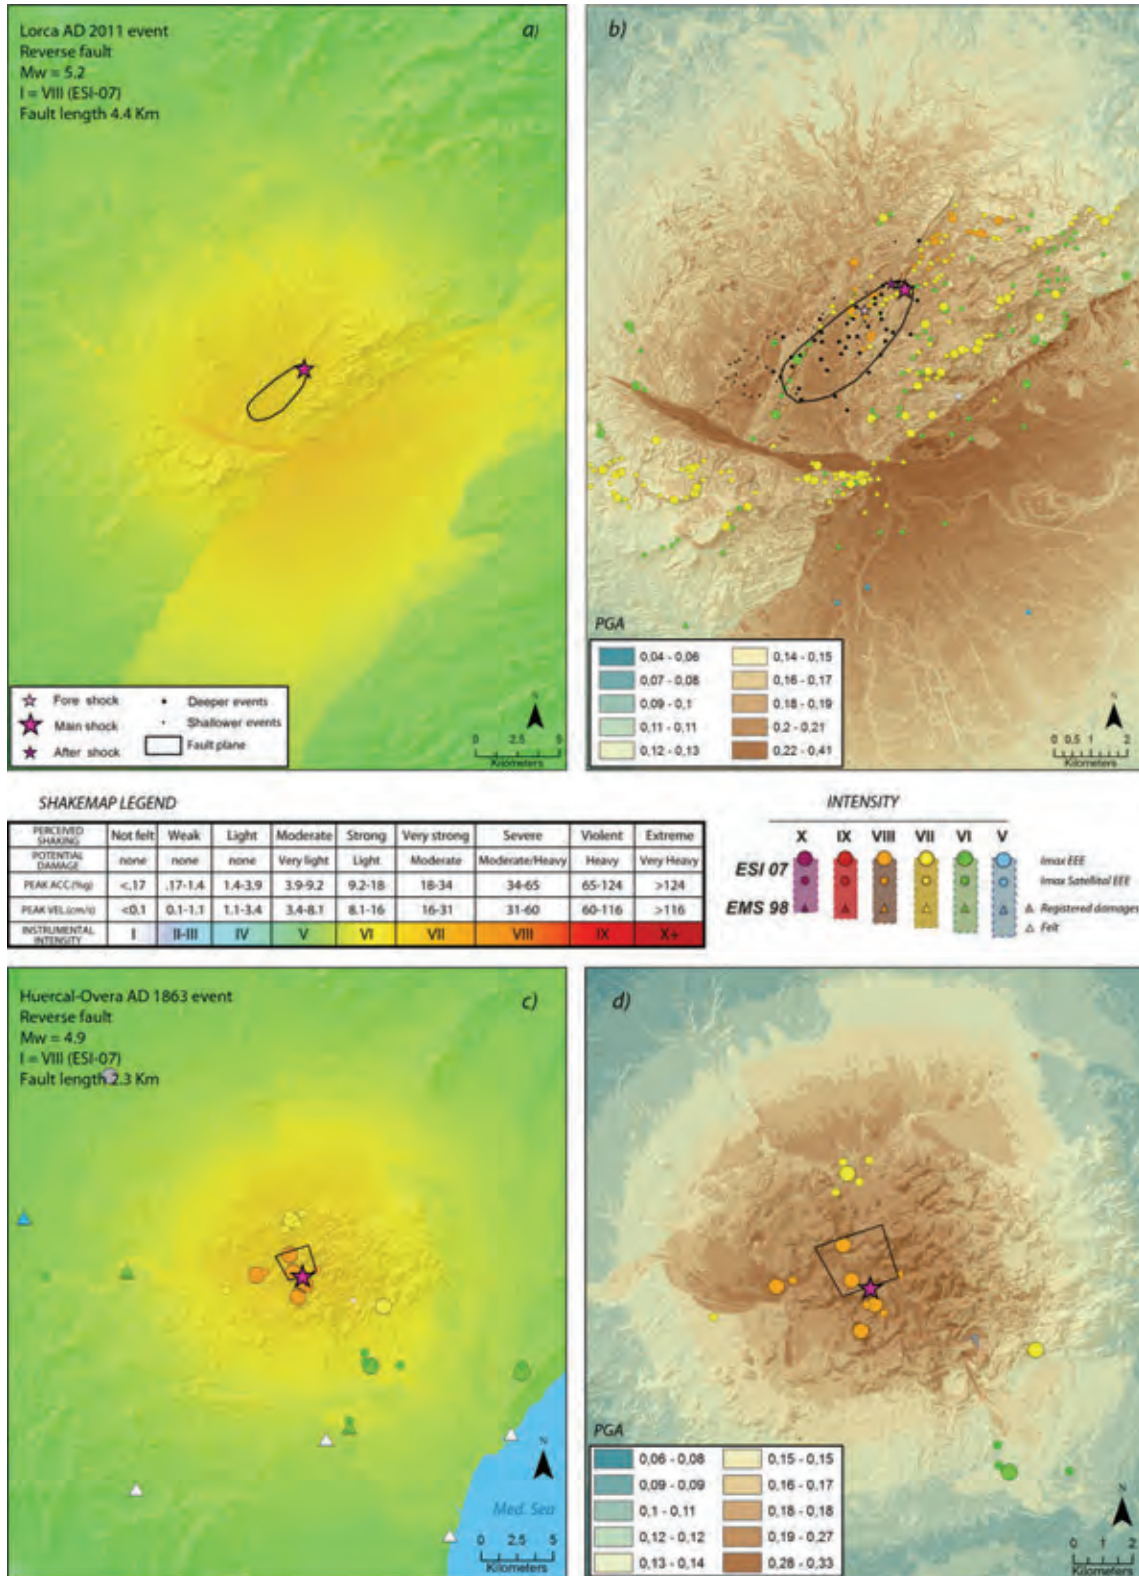 Lorca AD 2011 event
Reverse fault
Mw = 5.2
I = VIII (ESI-07)
Fault length 4.4 Km
a)
Fore shock
Main shock
After shock
Deeper events
Shallower events
Fault plane
N
0 2.5 5
Kilometers
b)
PGA
0,04 - 0,06
0,07 - 0,08
0,09 - 0,1
0,11 - 0,11
0,12 - 0,13
0,14 - 0,15
0,16 - 0,17
0,18 - 0,19
0,2 - 0,21
0,22 - 0,41
N
0 0,5 1 2
Kilometers
SHAKEMAP LEGEND
PERCEIVED SHAKING Not felt Weak Light Moderate Strong Very strong Severe Violent Extreme
POTENTIAL DAMAGE none none none Very light Light Moderate Moderate/Heavy Heavy Very Heavy
PEAK ACC.(%g) <.17 .17-1.4 1.4-3.9 3.9-9.2 9.2-18 18-34 34-65 65-124 >124
PEAK VEL.(cm/s) <0.1 0.1-1.1 1.1-3.4 3.4-8.1 8.1-16 16-31 31-60 60-116 >116
INSTRUMENTAL INTENSITY I II-III IV V VI VII VIII IX X+
INTENSITY
X IX VIII VII VI V
ESI 07
EMS 98
Imax EEE
Imax Satellital EEE
Registered damages
Felt
Huercal-Overa AD 1863 event
Reverse fault
Mw = 4.9
I = VIII (ESI-07)
Fault length 2.3 Km
c)
Med. Sea
N
0 2.5 5
Kilometers
d)
PGA
0,06 - 0,08
0,09 - 0,09
0,1 - 0,11
0,12 - 0,12
0,13 - 0,14
0,15 - 0,15
0,16 - 0,17
0,18 - 0,18
0,19 - 0,27
0,28 - 0,33
N
0 1 2
Kilometers